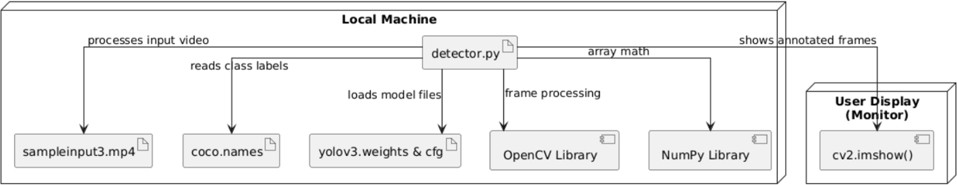 Local Machine
processes input video
detector.py
shows annotated frames
array math
reads class labels
loads model files
frame processing
User Display
(Monitor)
sampleinput3.mp4
coco.names
yolov3.weights & cfg
OpenCV Library
NumPy Library
cv2.imshow()